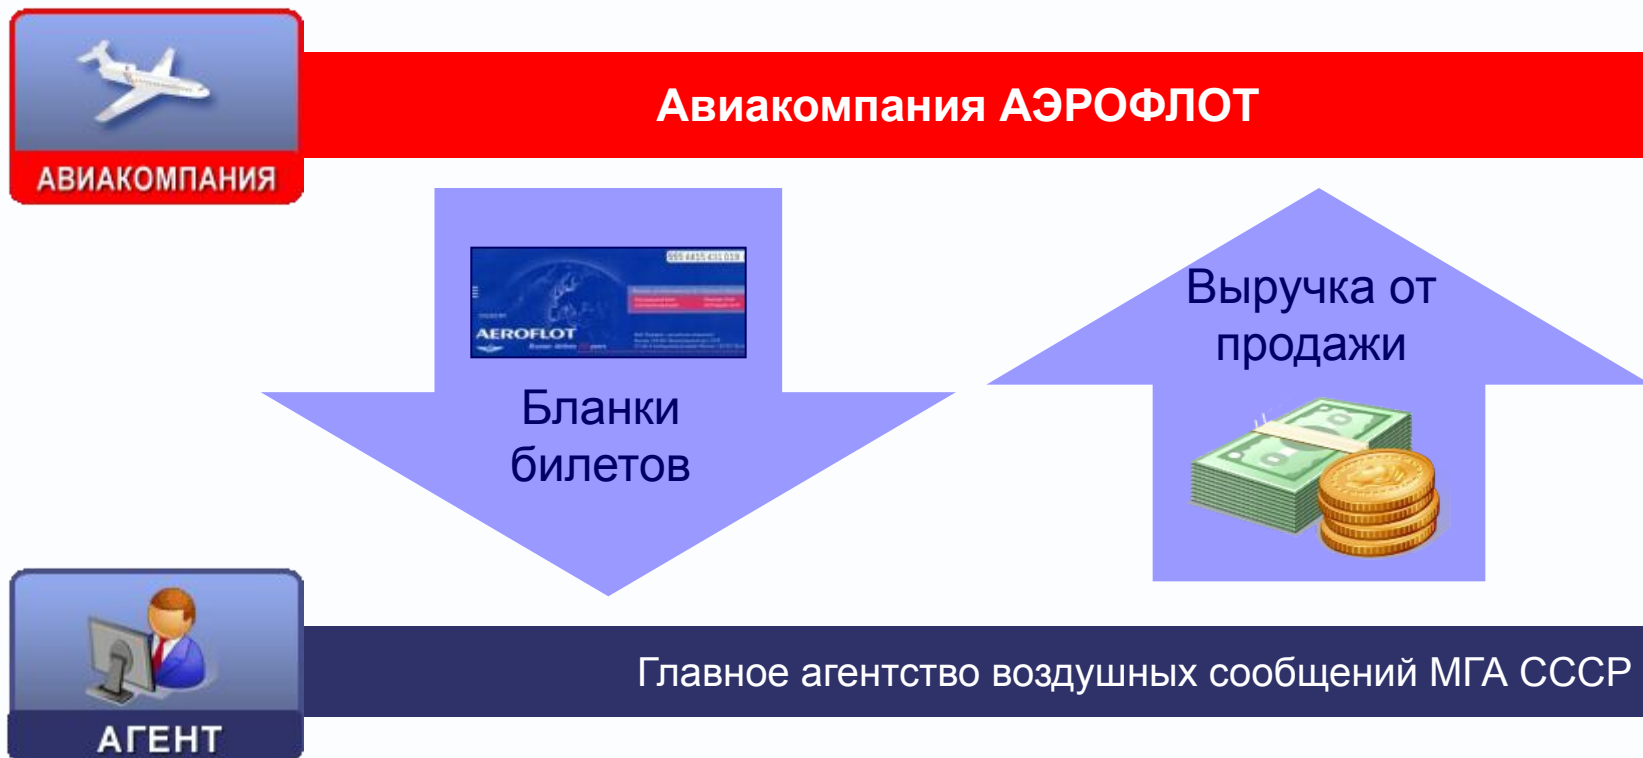 Авиакомпания АЭРОФЛОТ
АВИАКОМПАНИЯ
AEROFLOT
Бланки
билетов
Выручка от
продажи
Главное агентство воздушных сообщений МГА СССР
АГЕНТ